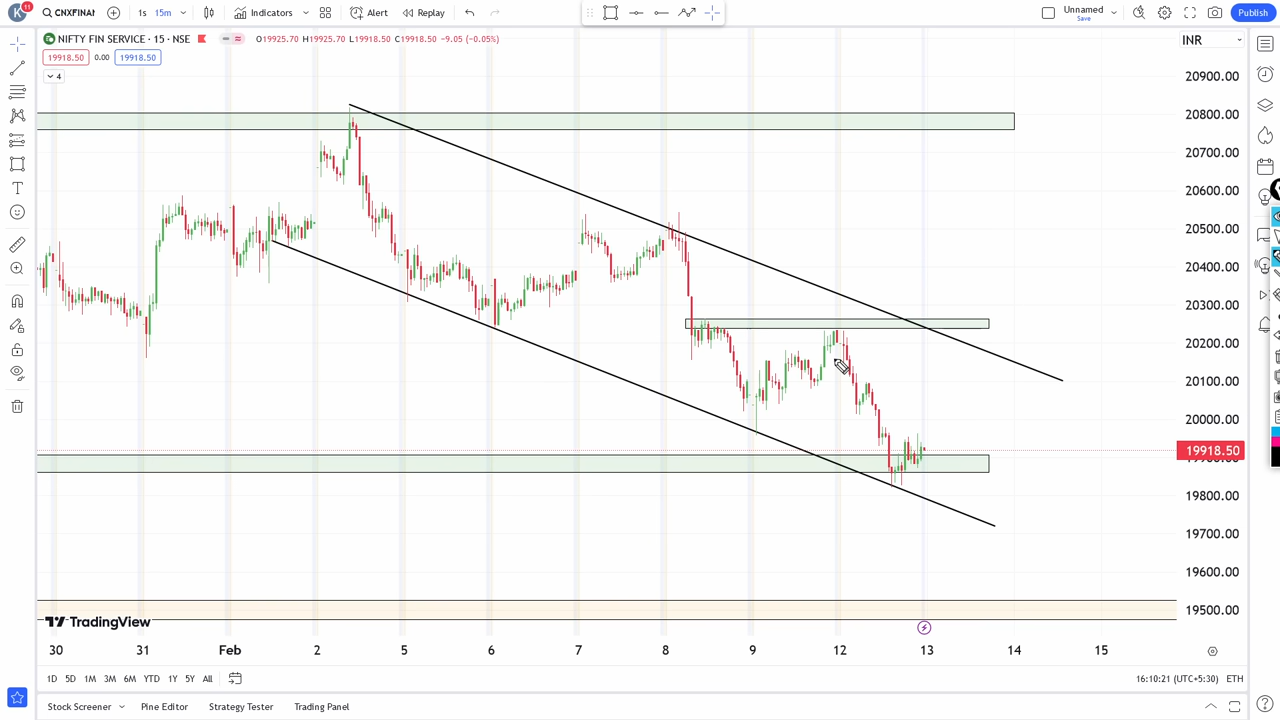 K 11 CNXFINAN 1s 15m Indicators Alert Replay Unnamed Save Publish
NIFTY FIN SERVICE · 15 · NSE O19925.70 H19925.70 L19918.50 C19918.50 −9.05 (−0.05%) INR
19918.50 0.00 19918.50
4
20900.00
20800.00
20700.00
20600.00
20500.00
20400.00
20300.00
20200.00
20100.00
20000.00
19918.50
19800.00
19700.00
19600.00
19500.00
TradingView
30 31 Feb 2 5 6 7 8 9 12 13 14 15
1D 5D 1M 3M 6M YTD 1Y 5Y All 16:10:21 (UTC+5:30) ETH
Stock Screener Pine Editor Strategy Tester Trading Panel